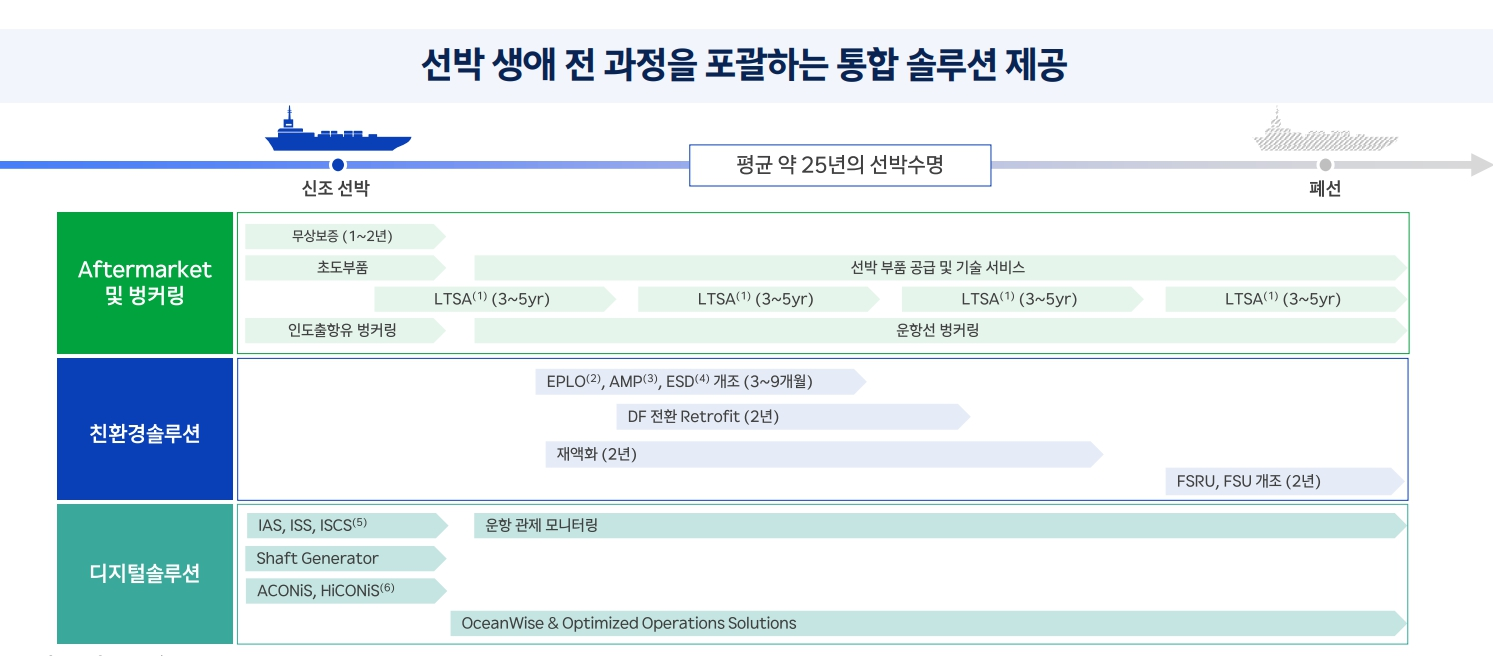 선박 생애 전 과정을 포괄하는 통합 솔루션 제공
평균 약 25년의 선박수명
신조 선박
폐선
Aftermarket
및 벙커링
무상보증 (1~2년)
초도부품
선박 부품 공급 및 기술 서비스
LTSA(1) (3~5yr)
LTSA(1) (3~5yr)
LTSA(1) (3~5yr)
LTSA(1) (3~5yr)
인도출항유 벙커링
운항선 벙커링
친환경솔루션
EPLO(2), AMP(3), ESD(4) 개조 (3~9개월)
DF 전환 Retrofit (2년)
재액화 (2년)
FSRU, FSU 개조 (2년)
디지털솔루션
IAS, ISS, ISCS(5)
운항 관제 모니터링
Shaft Generator
ACONiS, HiCONiS(6)
OceanWise & Optimized Operations Solutions